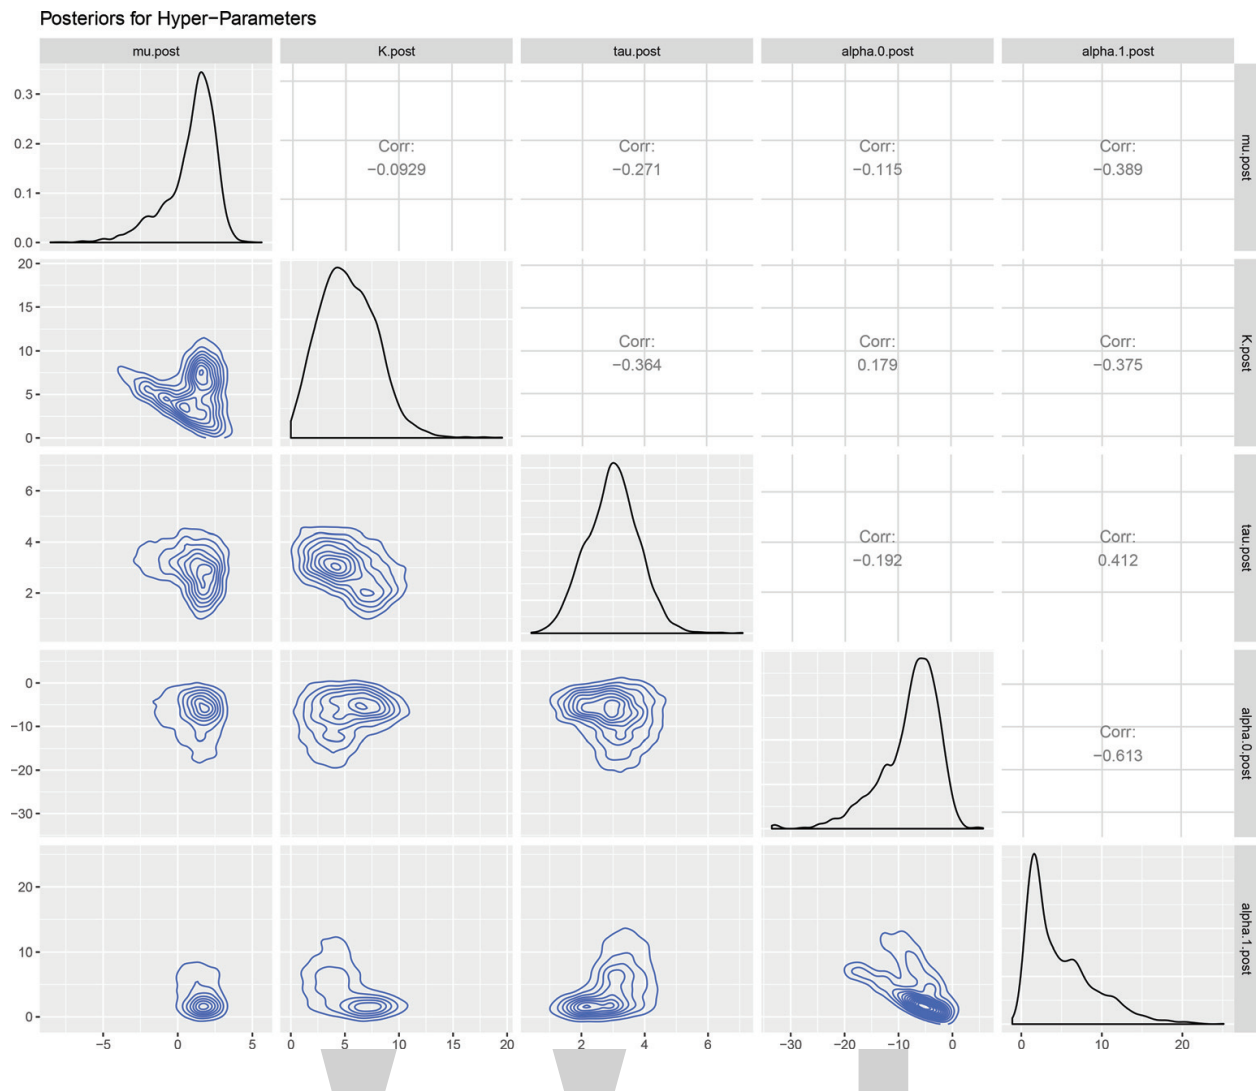 Posteriors for Hyper−Parameters
mu.post K.post tau.post alpha.0.post alpha.1.post
0.3
0.2
0.1
0.0
Corr:
−0.0929
Corr:
−0.271
Corr:
−0.115
Corr:
−0.389
mu.post
20
15
10
5
0
Corr:
−0.364
Corr:
0.179
Corr:
−0.375
K.post
6
4
2
Corr:
−0.192
Corr:
0.412
tau.post
0
−10
−20
−30
Corr:
−0.613
alpha.0.post
20
10
0
alpha.1.post
−5 0 5 0 5 10 15 20 2 4 6 −30 −20 −10 0 0 10 20